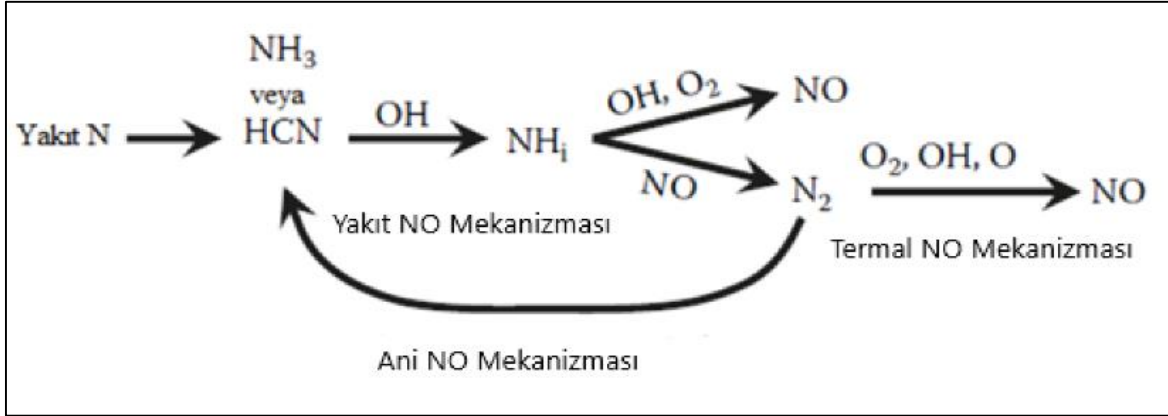 NH₃
veya
HCN
Yakıt N
OH
NHᵢ
OH, O₂
NO
NO
N₂
O₂, OH, O
NO
Yakıt NO Mekanizması
Termal NO Mekanizması
Ani NO Mekanizması